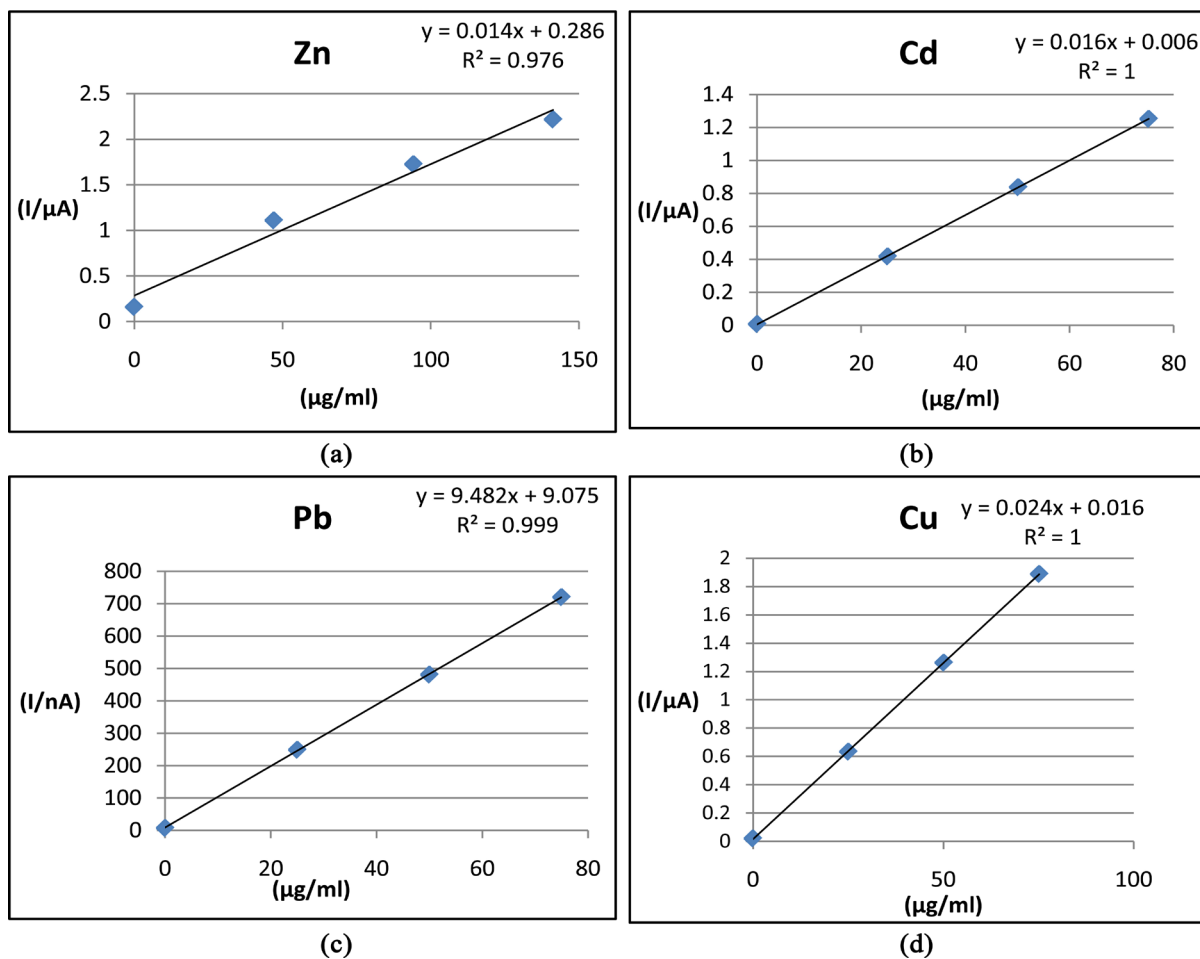 y = 0.014x + 0.286
R² = 0.976
Zn
2.5
2
1.5
1
0.5
0
(I/µA)
0 50 100 150
(µg/ml)
(a)
y = 0.016x + 0.006
R² = 1
Cd
1.4
1.2
1
0.8
0.6
0.4
0.2
0
(I/µA)
0 20 40 60 80
(µg/ml)
(b)
y = 9.482x + 9.075
R² = 0.999
Pb
800
700
600
500
400
300
200
100
0
(I/nA)
0 20 40 60 80
(µg/ml)
(c)
y = 0.024x + 0.016
R² = 1
Cu
2
1.8
1.6
1.4
1.2
1
0.8
0.6
0.4
0.2
0
(I/µA)
0 50 100
(µg/ml)
(d)